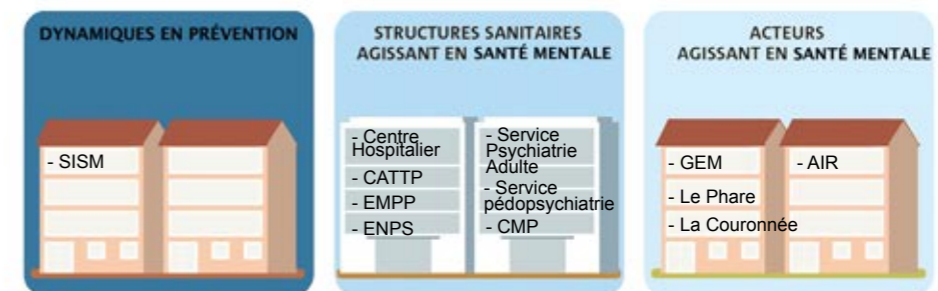 DYNAMIQUES EN PRÉVENTION
- SISM
STRUCTURES SANITAIRES
AGISSANT EN SANTÉ MENTALE
- Centre
Hospitalier
- CATTP
- EMPP
- ENPS
- Service
Psychiatrie
Adulte
- Service
pédopsychiatrie
- CMP
ACTEURS
AGISSANT EN SANTÉ MENTALE
- GEM
- Le Phare
- La Couronnée
- AIR